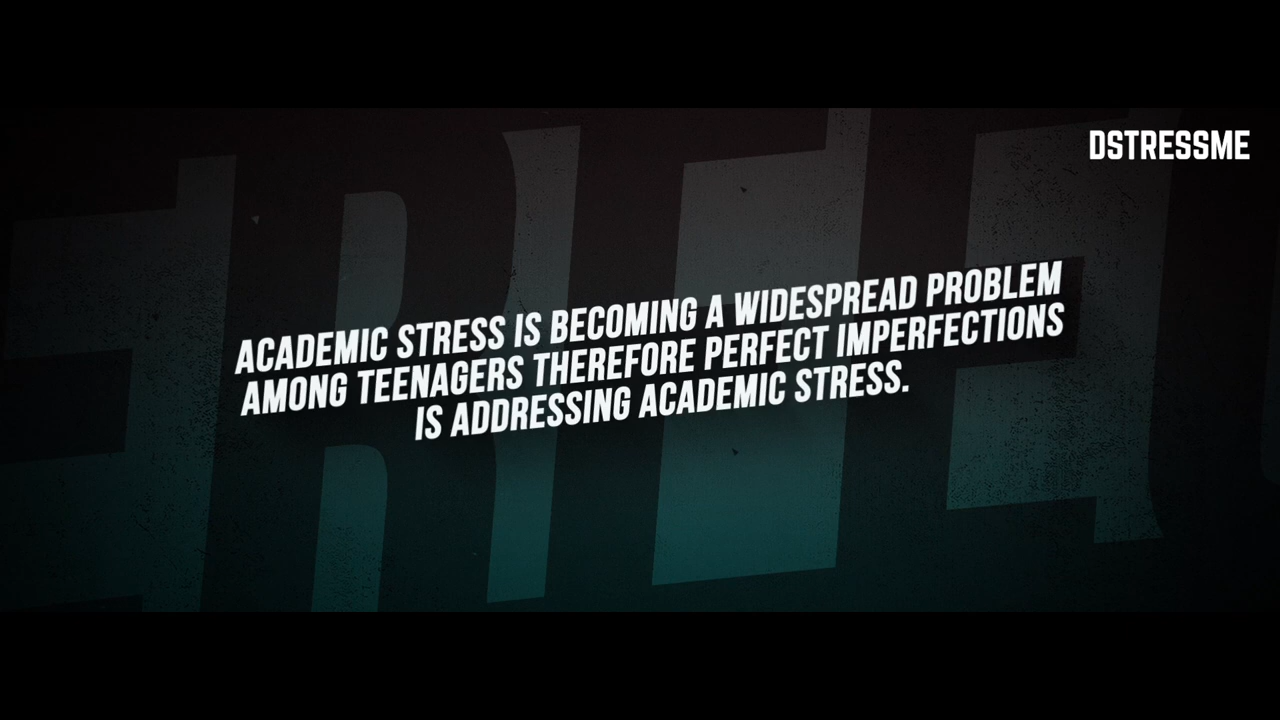 DSTRESSME
ACADEMIC STRESS IS BECOMING A WIDESPREAD PROBLEM
AMONG TEENAGERS THEREFORE PERFECT IMPERFECTIONS
IS ADDRESSING ACADEMIC STRESS.